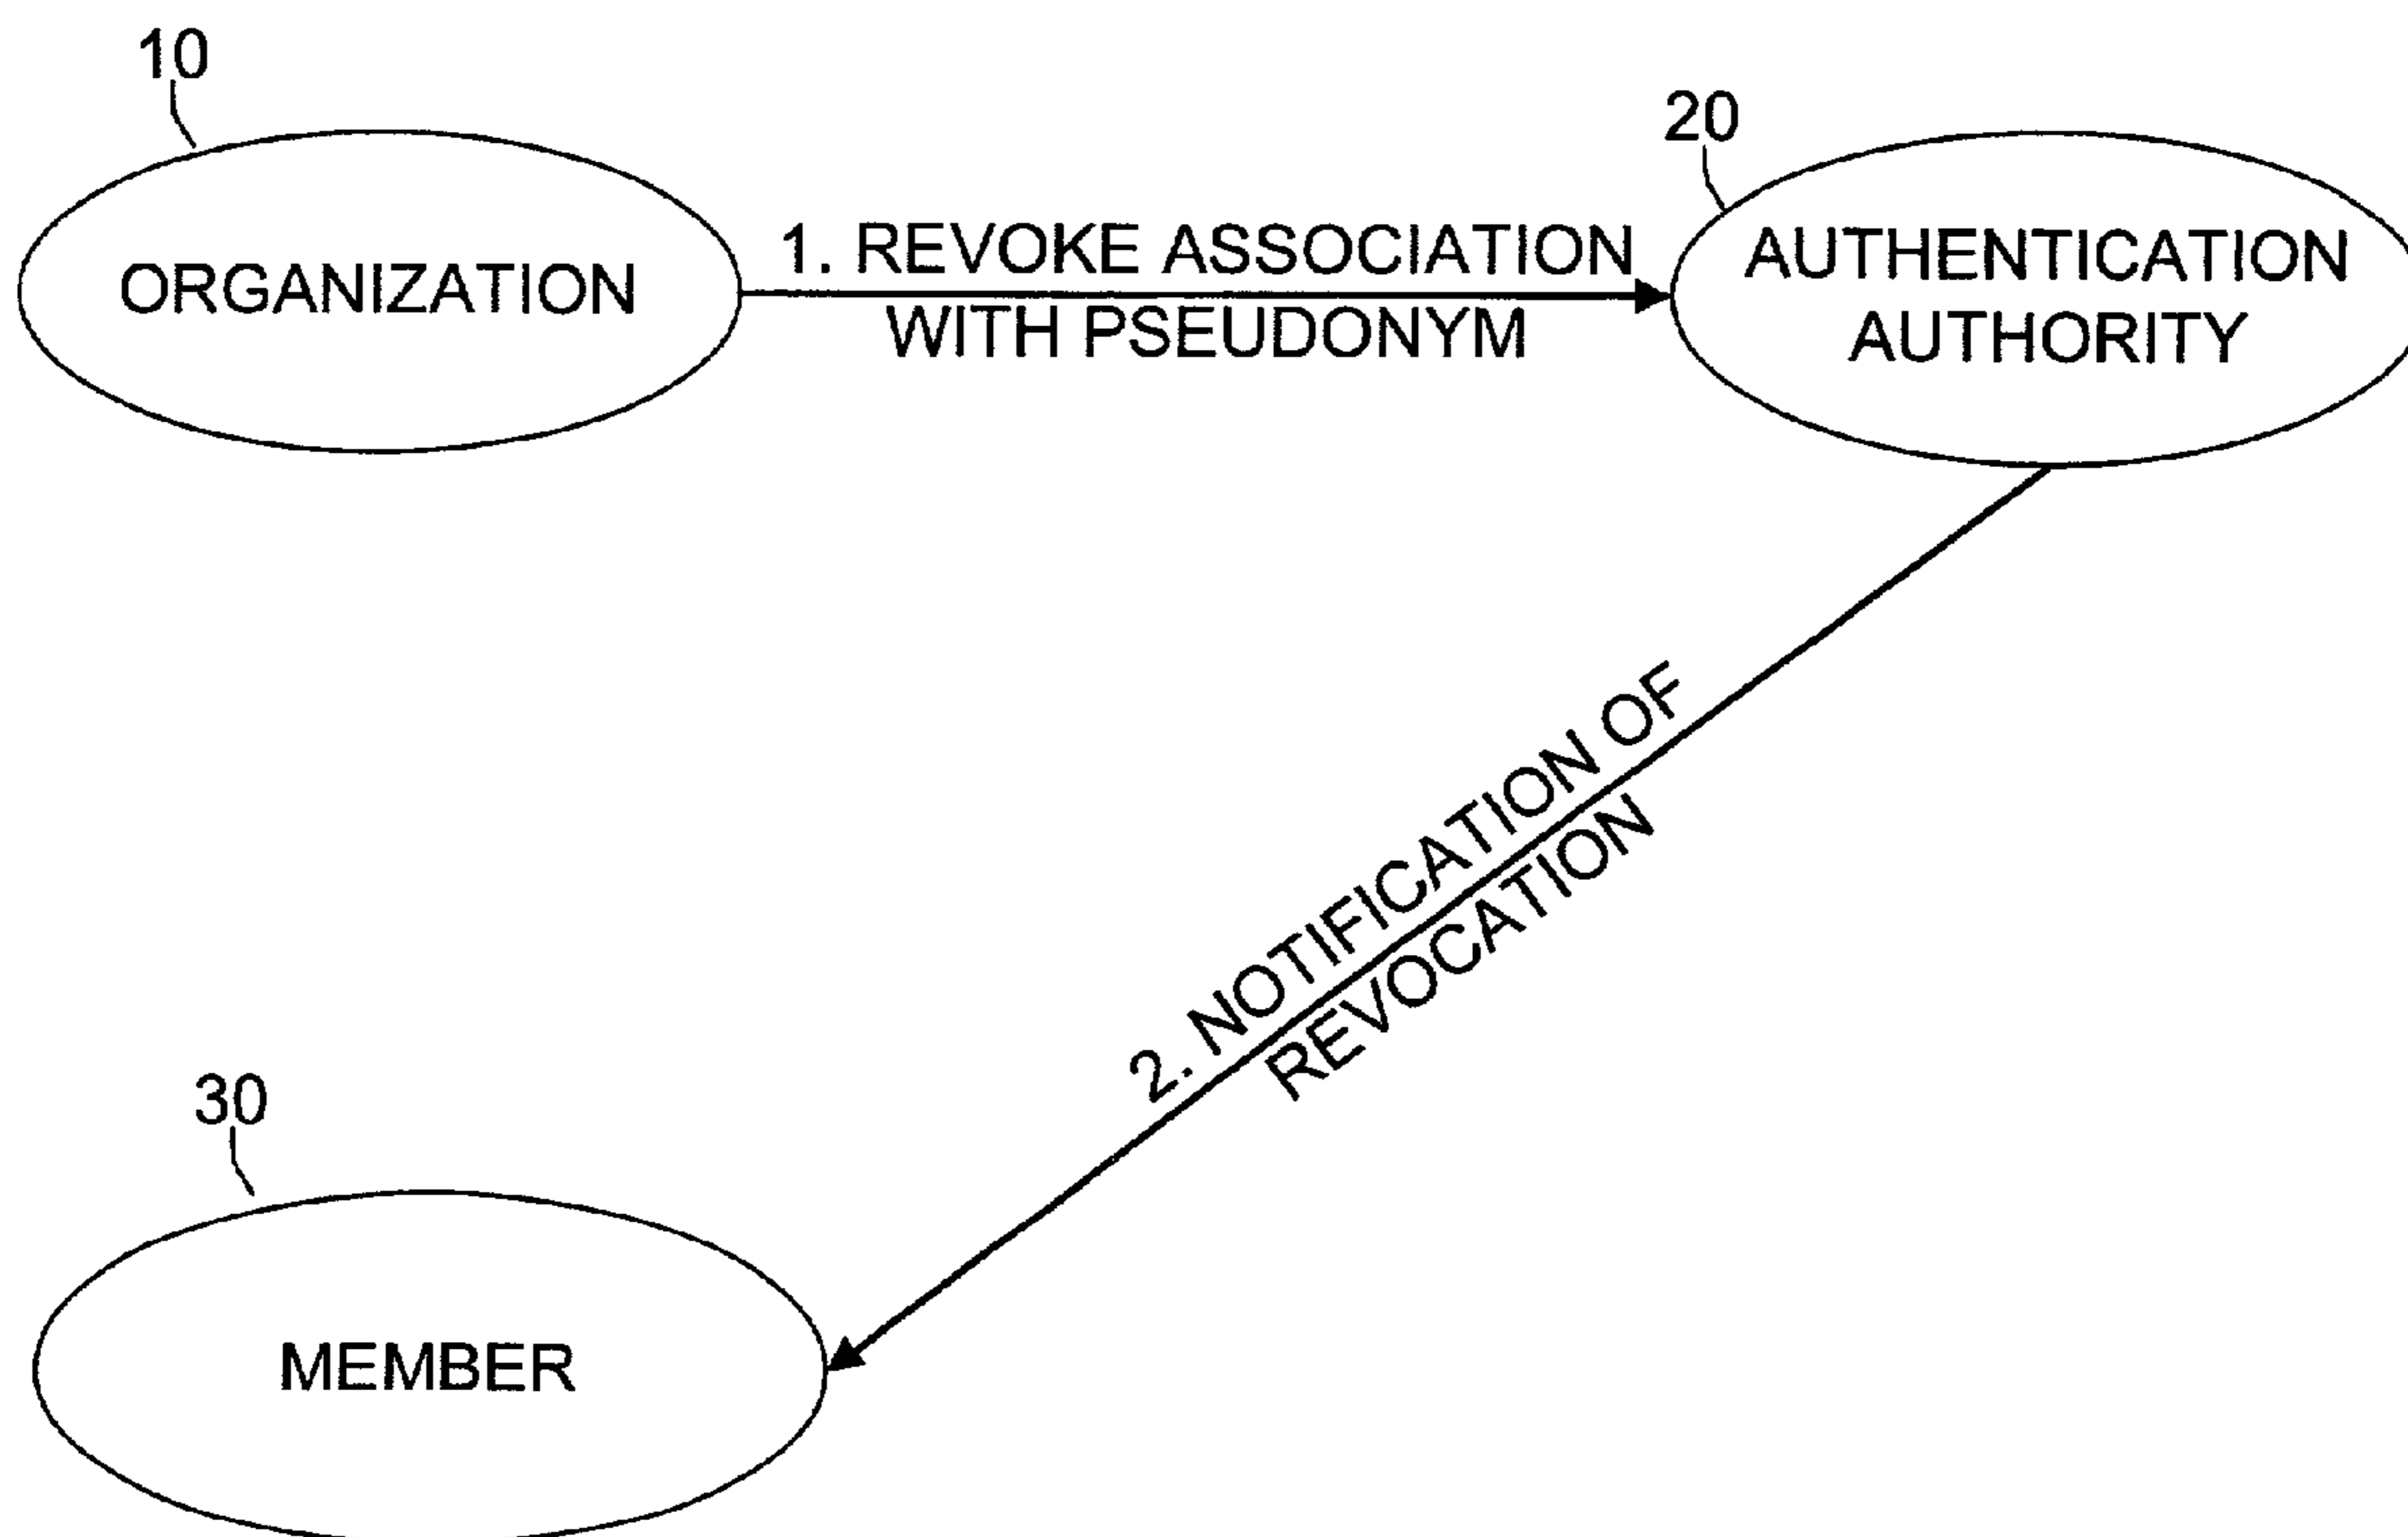 10
20
ORGANIZATION
1. REVOKE ASSOCIATION
WITH PSEUDONYM
AUTHENTICATION
AUTHORITY
2. NOTIFICATION OF
REVOCATION
30
MEMBER